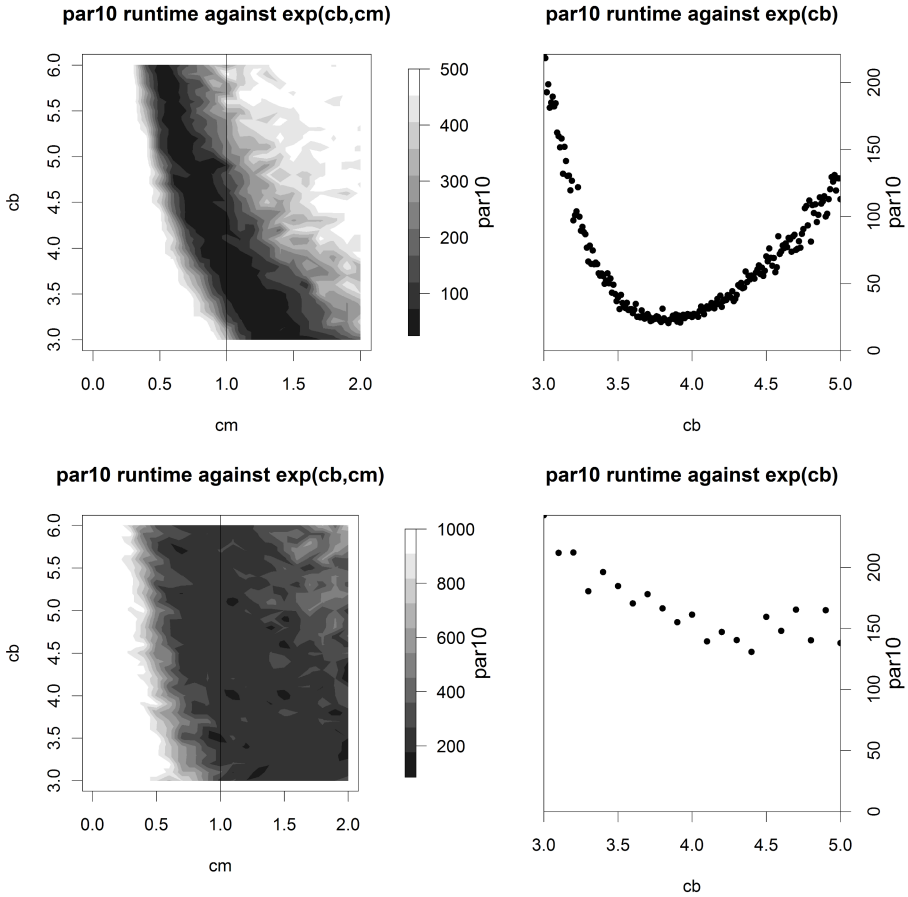 par10 runtime against exp(cb,cm)
cb
3.0 3.5 4.0 4.5 5.0 5.5 6.0
0.0 0.5 1.0 1.5 2.0
cm
100 200 300 400 500
par10
par10 runtime against exp(cb)
3.0 3.5 4.0 4.5 5.0
cb
0 50 100 150 200
par10
par10 runtime against exp(cb,cm)
cb
3.0 3.5 4.0 4.5 5.0 5.5 6.0
0.0 0.5 1.0 1.5 2.0
cm
200 400 600 800 1000
par10
par10 runtime against exp(cb)
3.0 3.5 4.0 4.5 5.0
cb
0 50 100 150 200
par10